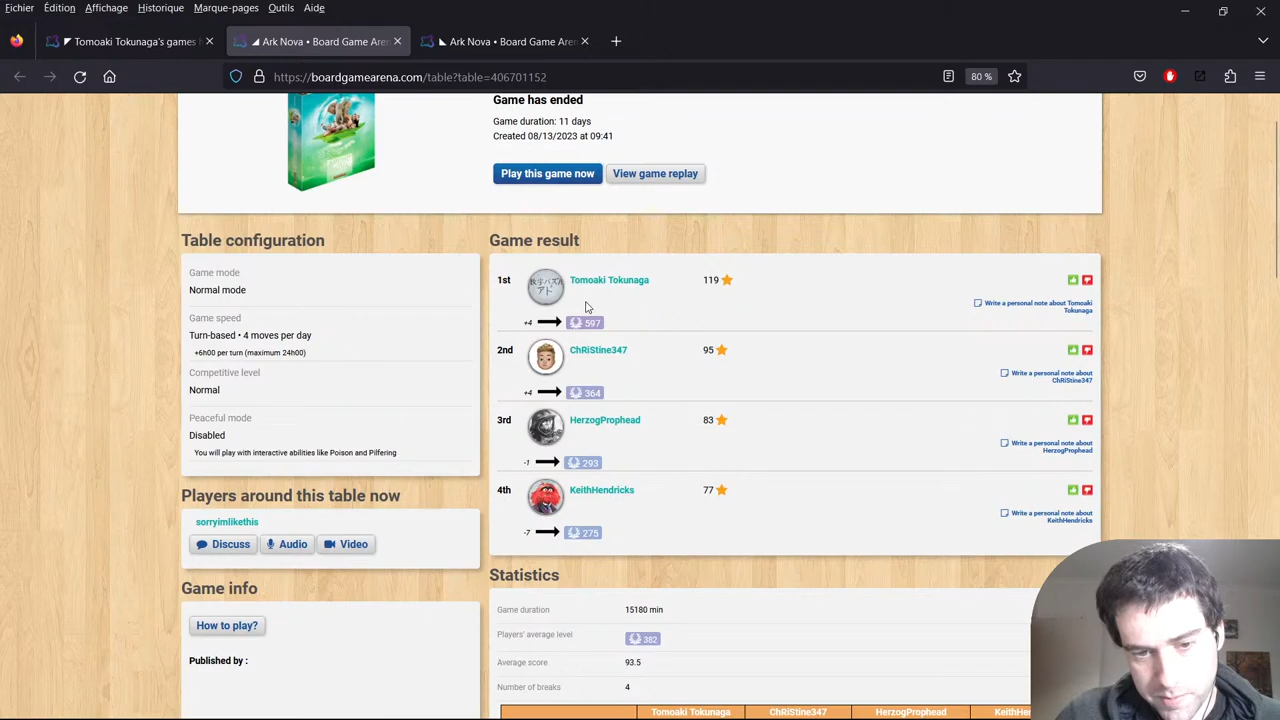 Fichier Édition Affichage Historique Marque-pages Outils Aide
Tomoaki Tokunaga's games h
Ark Nova • Board Game Aren
Ark Nova • Board Game Aren
https://boardgamearena.com/table?table=406701152
80 %
Game has ended
Game duration: 11 days
Created 08/13/2023 at 09:41
Play this game now
View game replay
Table configuration
Game mode
Normal mode
Game speed
Turn-based • 4 moves per day
+6h00 per turn (maximum 24h00)
Competitive level
Normal
Peaceful mode
Disabled
You will play with interactive abilities like Poison and Pilfering
Players around this table now
sorryimlikethis
Discuss Audio Video
Game info
How to play?
Published by :
Game result
1st Tomoaki Tokunaga 119
Write a personal note about Tomoaki
Tokunaga
+4 597
2nd ChRiStine347 95
Write a personal note about
ChRiStine347
+4 364
3rd HerzogProphead 83
Write a personal note about
HerzogProphead
-1 293
4th KeithHendricks 77
Write a personal note about
KeithHendricks
-7 275
Statistics
Game duration 15180 min
Players' average level 382
Average score 93.5
Number of breaks 4
Tomoaki Tokunaga ChRiStine347 HerzogProphead KeithHen